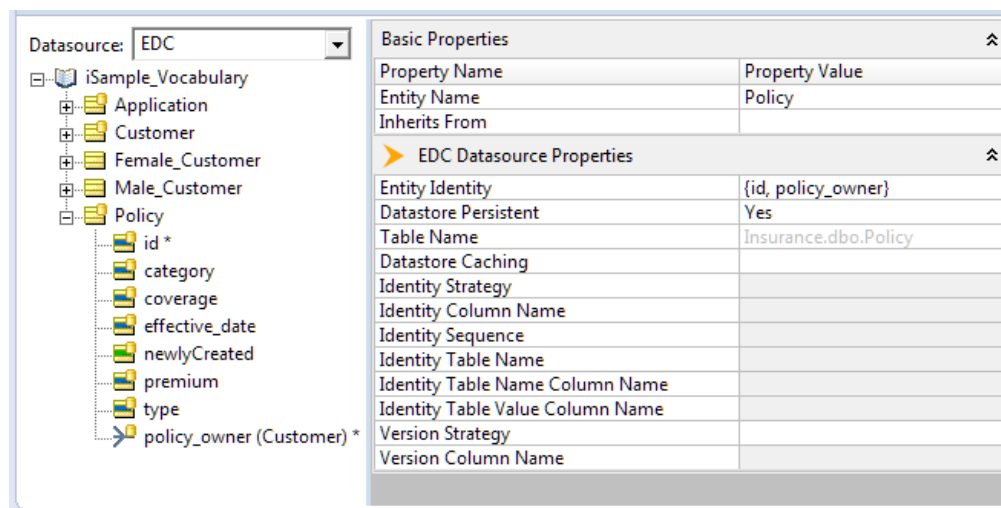 Datasource: EDC
iSample_Vocabulary
Application
Customer
Female_Customer
Male_Customer
Policy
id *
category
coverage
effective_date
newlyCreated
premium
type
policy_owner (Customer) *
Basic Properties
Property Name Property Value
Entity Name Policy
Inherits From
EDC Datasource Properties
Entity Identity {id, policy_owner}
Datastore Persistent Yes
Table Name Insurance.dbo.Policy
Datastore Caching
Identity Strategy
Identity Column Name
Identity Sequence
Identity Table Name
Identity Table Name Column Name
Identity Table Value Column Name
Version Strategy
Version Column Name